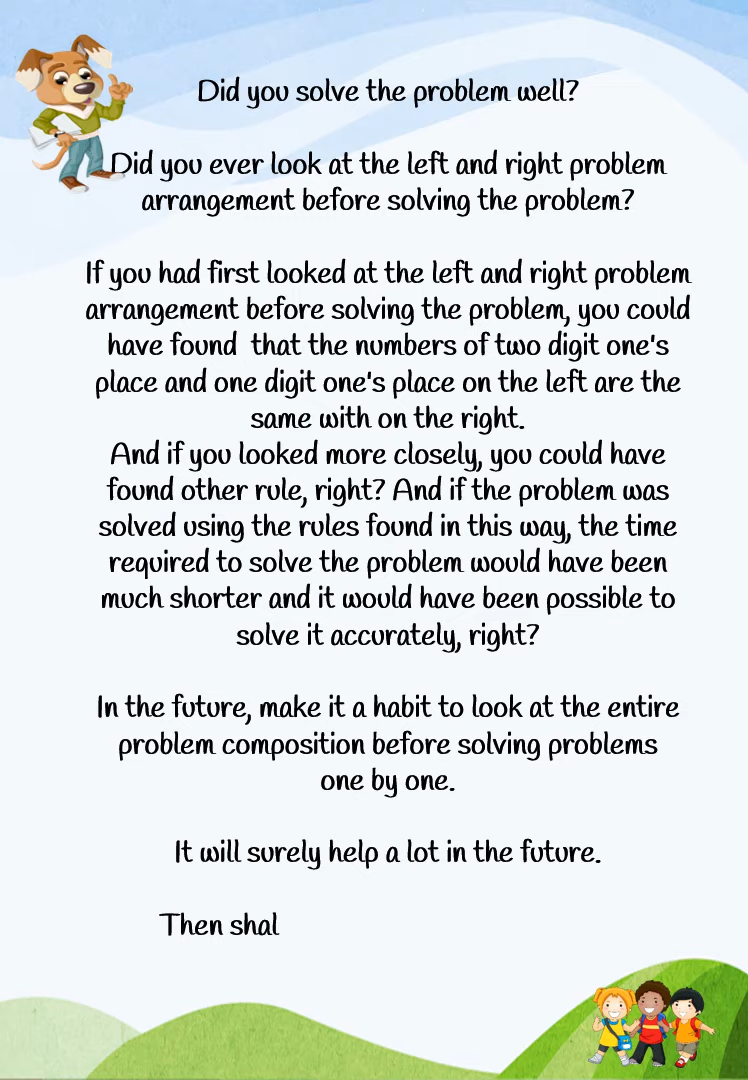 Did you solve the problem well?
Did you ever look at the left and right problem
arrangement before solving the problem?
If you had first looked at the left and right problem
arrangement before solving the problem, you could
have found  that the numbers of two digit one's
place and one digit one's place on the left are the
same with on the right.
And if you looked more closely, you could have
found other rule, right? And if the problem was
solved using the rules found in this way, the time
required to solve the problem would have been
much shorter and it would have been possible to
solve it accurately, right?
In the future, make it a habit to look at the entire
problem composition before solving problems
one by one.
It will surely help a lot in the future.
Then shal